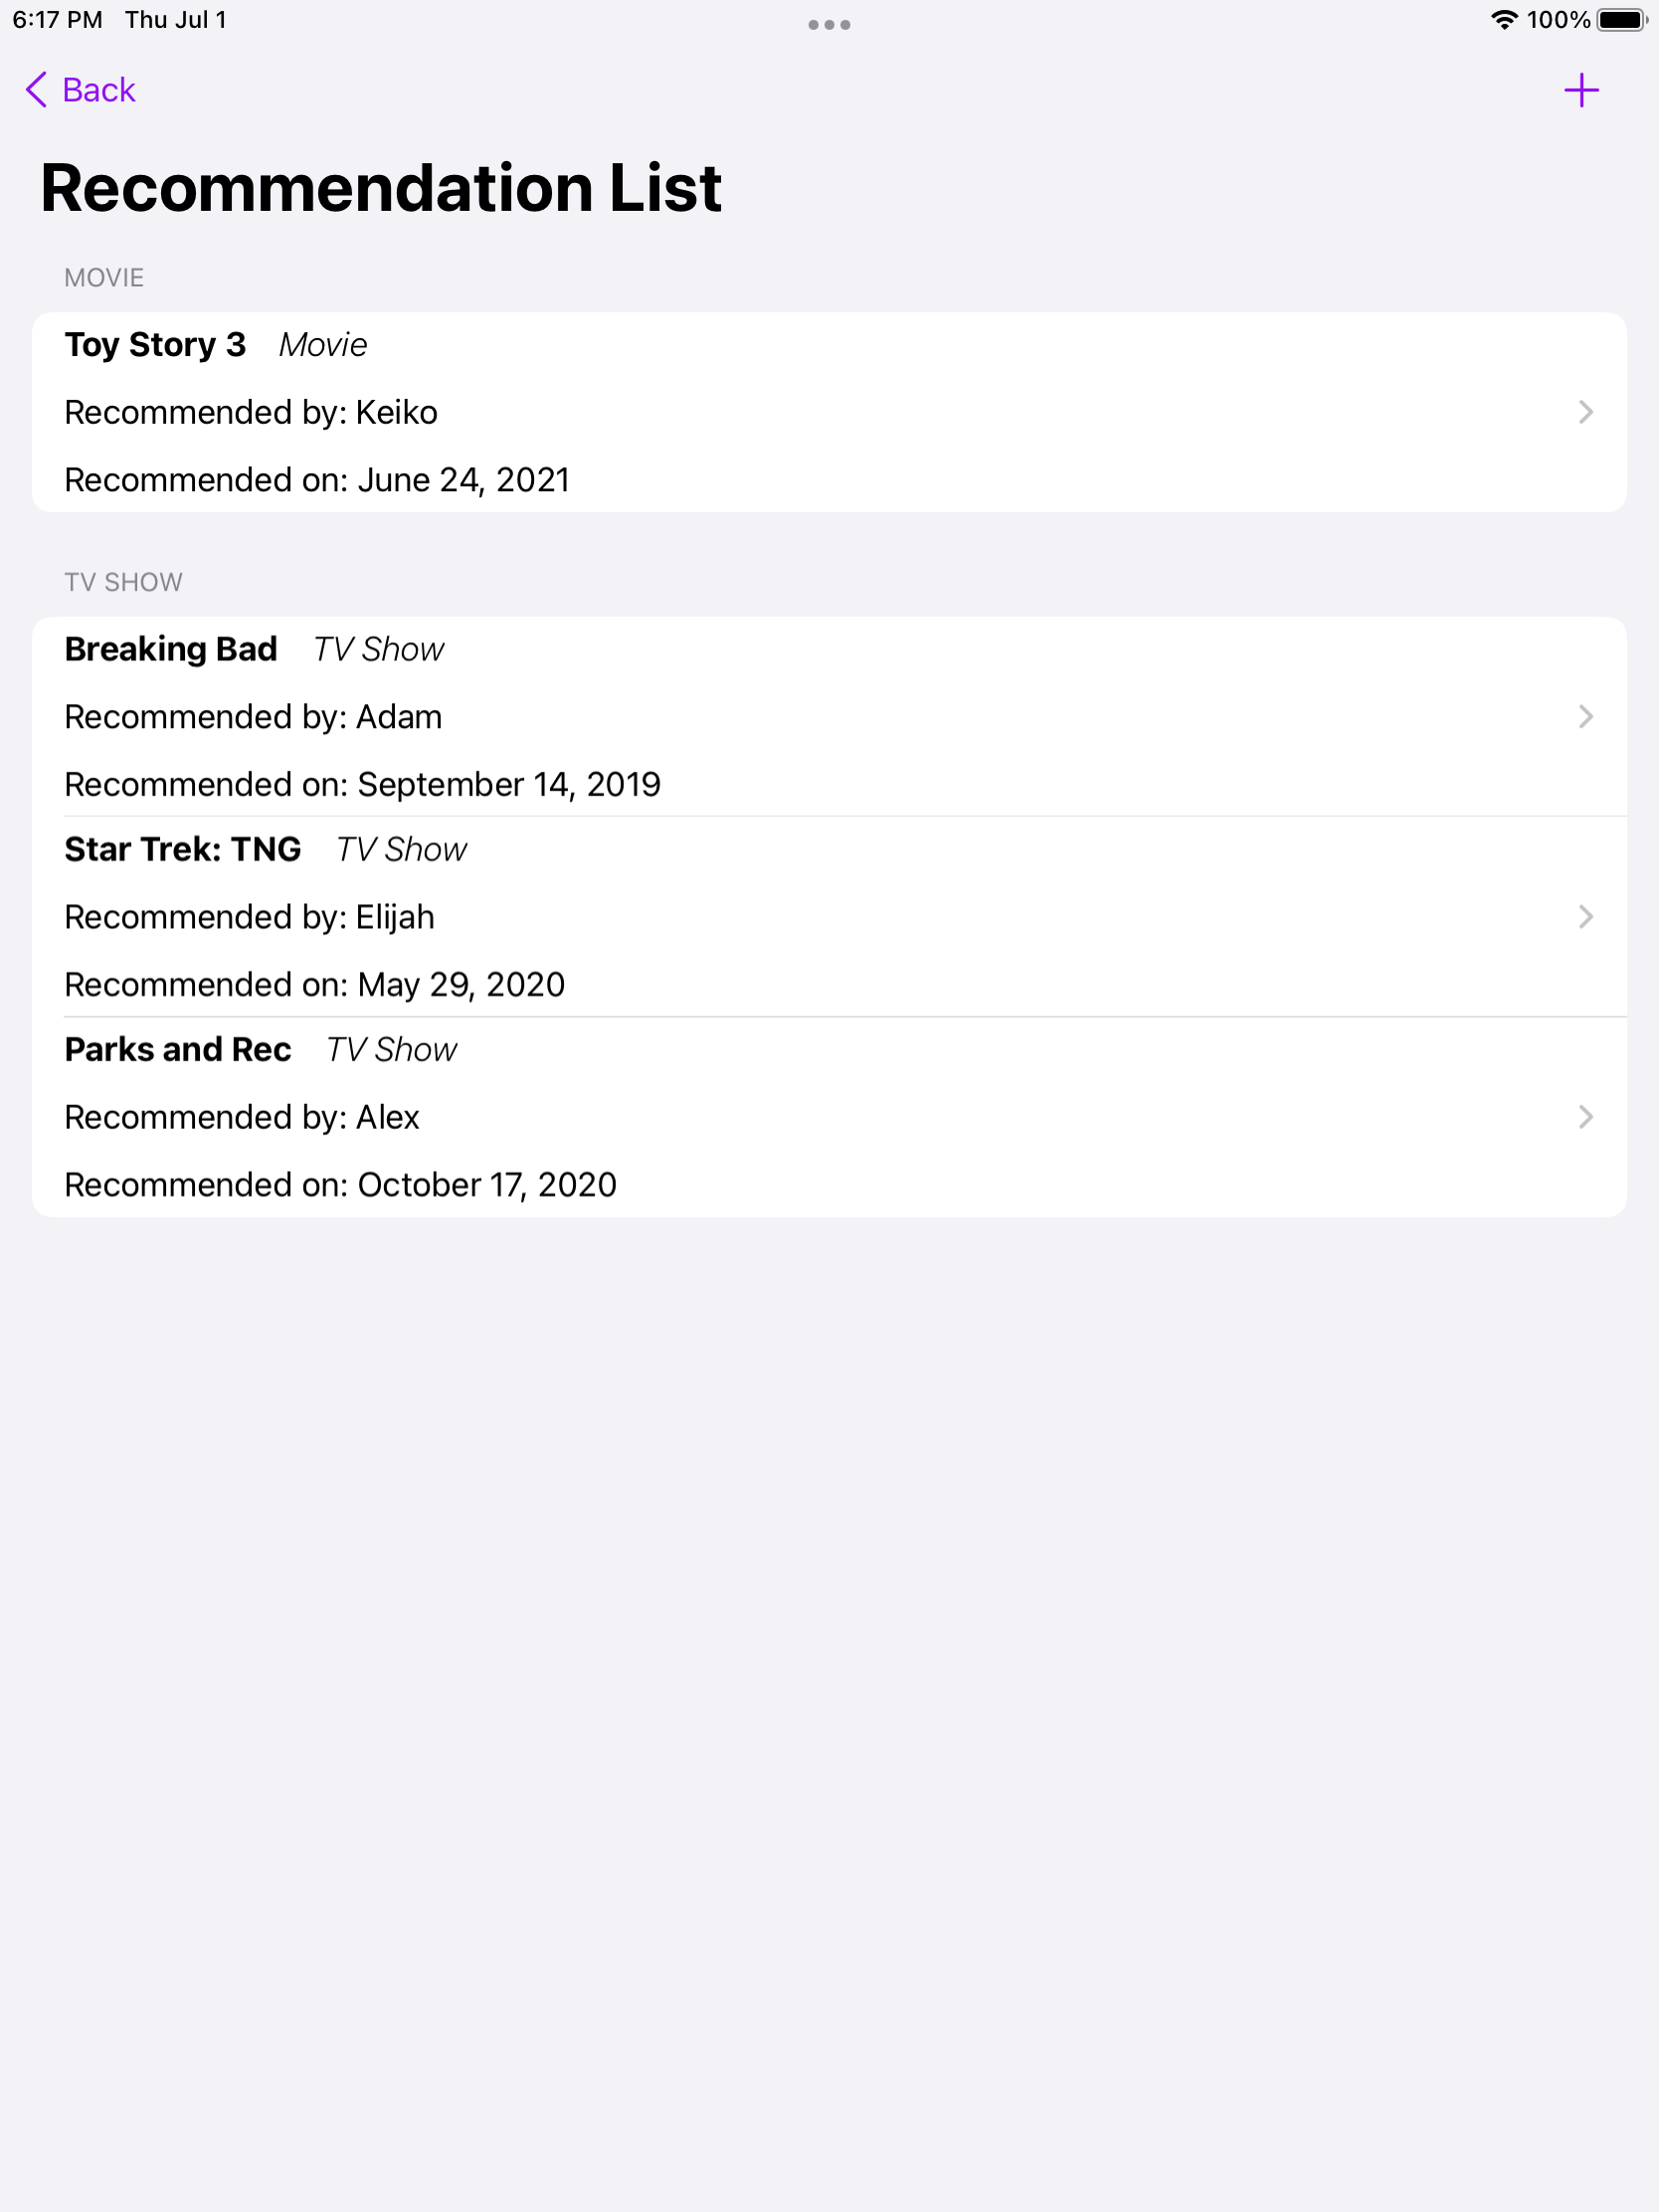 6:17 PM Thu Jul 1 100%
Back
Recommendation List
MOVIE
Toy Story 3 Movie
Recommended by: Keiko
Recommended on: June 24, 2021
TV SHOW
Breaking Bad TV Show
Recommended by: Adam
Recommended on: September 14, 2019
Star Trek: TNG TV Show
Recommended by: Elijah
Recommended on: May 29, 2020
Parks and Rec TV Show
Recommended by: Alex
Recommended on: October 17, 2020